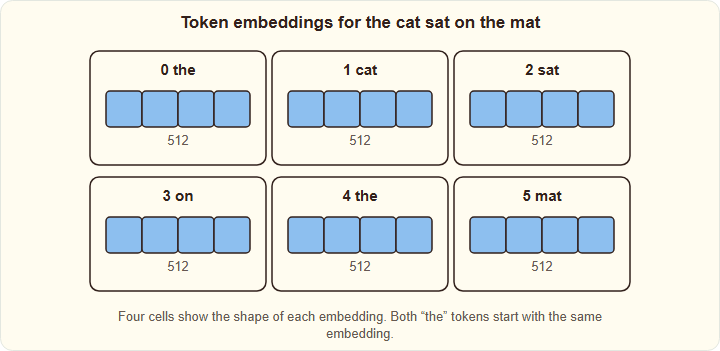 Token embeddings for the cat sat on the mat
0 the
1 cat
2 sat
512
512
512
3 on
4 the
5 mat
512
512
512
Four cells show the shape of each embedding. Both “the” tokens start with the same
embedding.